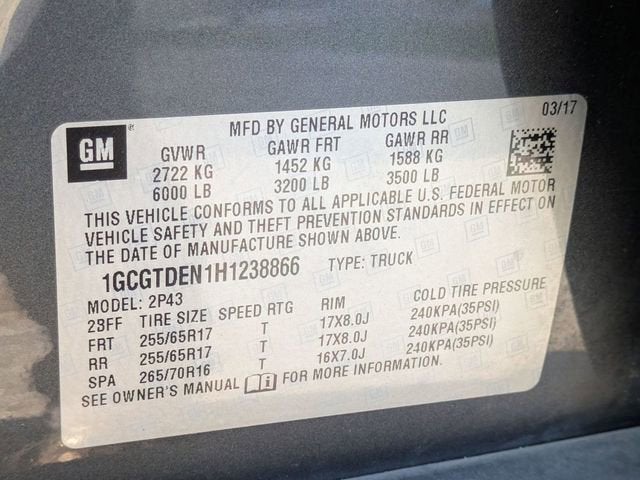 MFD BY GENERAL MOTORS LLC 03/17
GM GVWR GAWR FRT GAWR RR
2722 KG 1452 KG 1588 KG
6000 LB 3200 LB 3500 LB
THIS VEHICLE CONFORMS TO ALL APPLICABLE U.S. FEDERAL MOTOR
VEHICLE SAFETY AND THEFT PREVENTION STANDARDS IN EFFECT ON
THE DATE OF MANUFACTURE SHOWN ABOVE.
1GCGTDEN1H1238866 TYPE: TRUCK
MODEL: 2P43
23FF TIRE SIZE SPEED RTG RIM COLD TIRE PRESSURE
FRT 255/65R17 T 17X8.0J 240KPA(35PSI)
RR 255/65R17 T 17X8.0J 240KPA(35PSI)
SPA 265/70R16 T 16X7.0J 240KPA(35PSI)
SEE OWNER'S MANUAL FOR MORE INFORMATION.